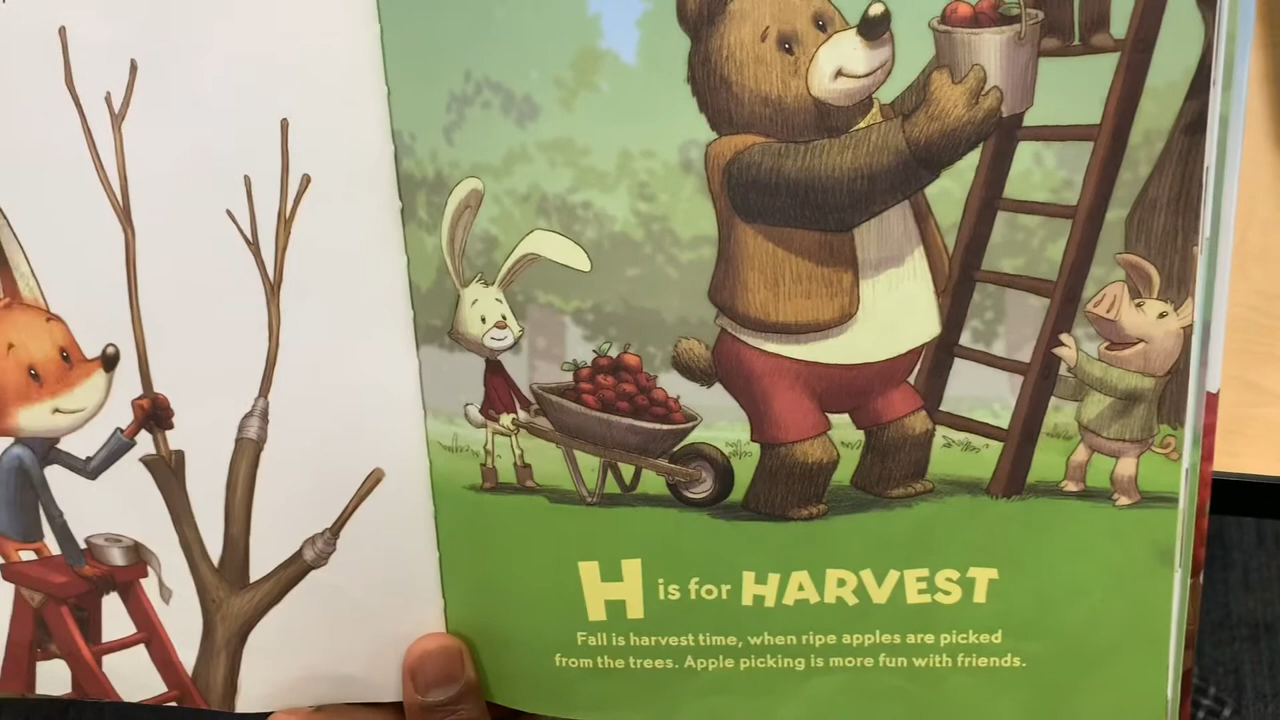 H is for HARVEST
Fall is harvest time, when ripe apples are picked
from the trees. Apple picking is more fun with friends.